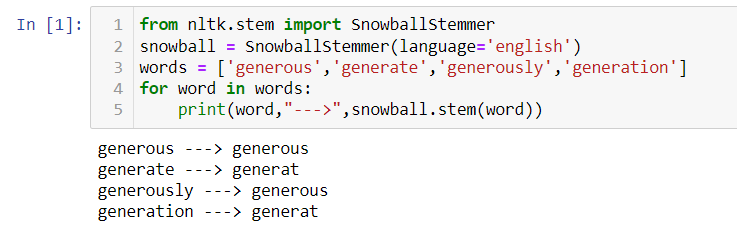 In [1]:
1 from nltk.stem import SnowballStemmer
2 snowball = SnowballStemmer(language='english')
3 words = ['generous','generate','generously','generation']
4 for word in words:
5     print(word,"--->",snowball.stem(word))
generous ---> generous
generate ---> generat
generously ---> generous
generation ---> generat